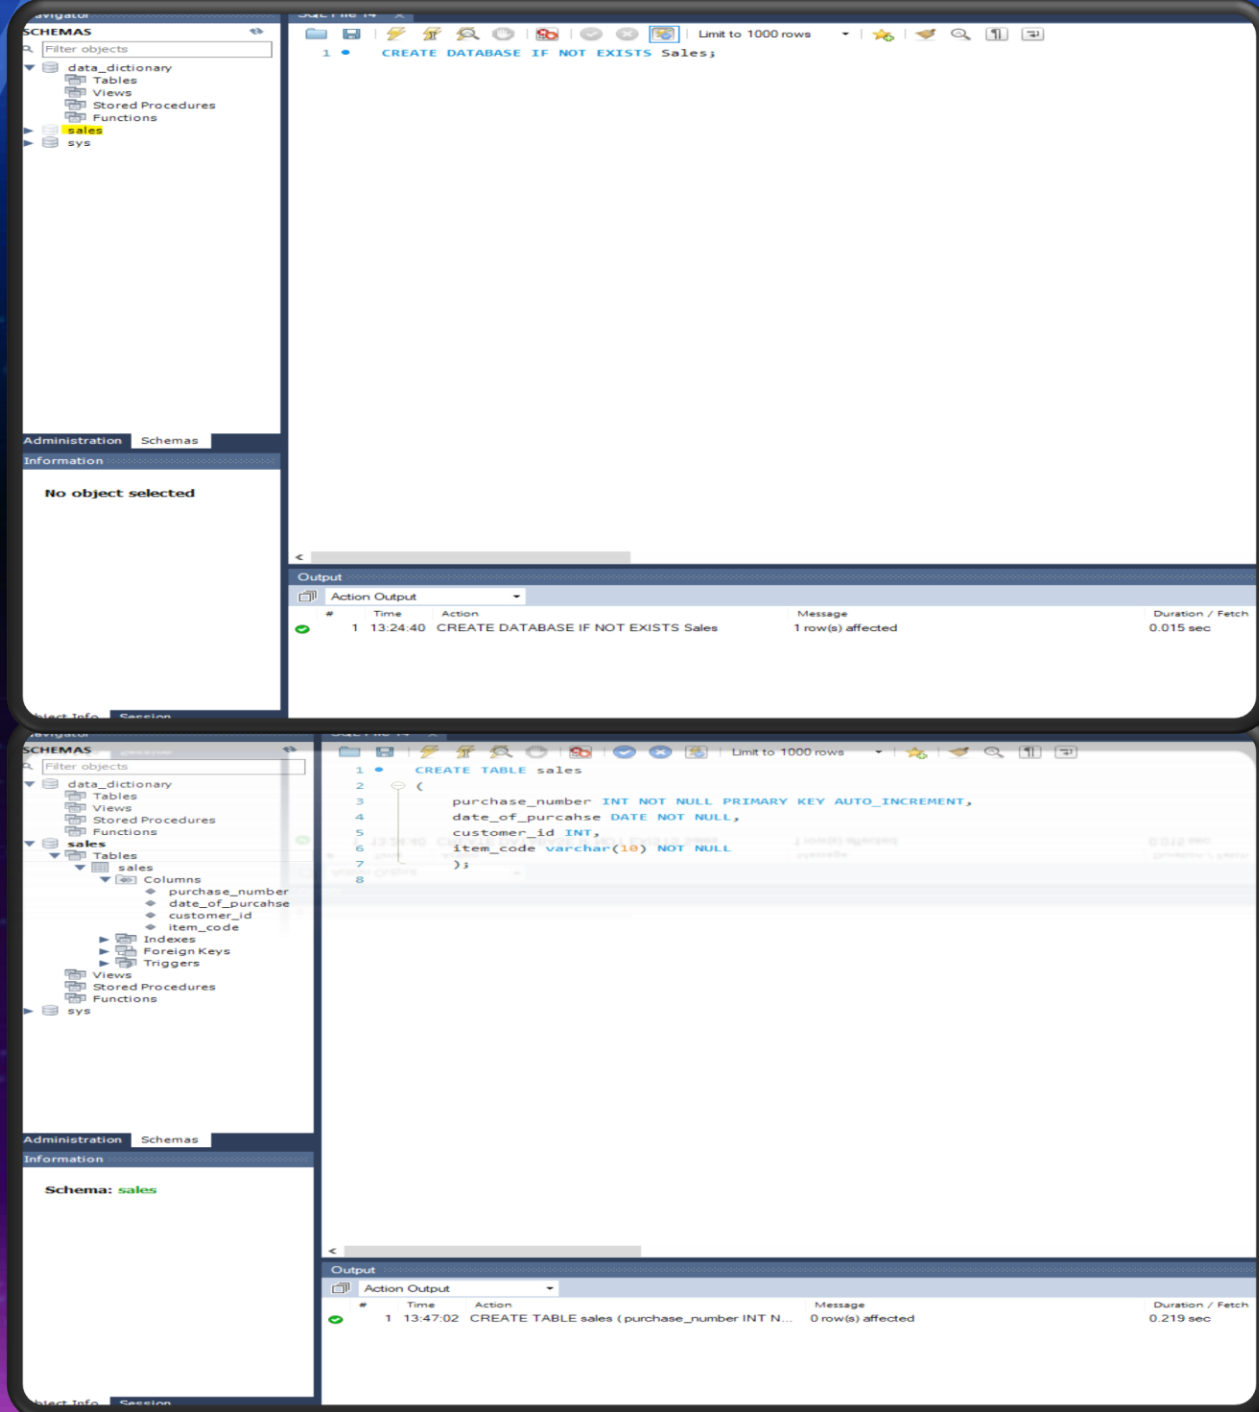 SCHEMAS
Filter objects
data_dictionary
Tables
Views
Stored Procedures
Functions
sales
sys
Administration Schemas
Information
No object selected
Limit to 1000 rows
1 CREATE DATABASE IF NOT EXISTS Sales;
Output
Action Output
# Time Action Message Duration / Fetch
1 13:24:40 CREATE DATABASE IF NOT EXISTS Sales 1 row(s) affected 0.015 sec
Object Info Session
SCHEMAS
Filter objects
data_dictionary
Tables
Views
Stored Procedures
Functions
sales
Tables
sales
Columns
purchase_number
date_of_purcahse
customer_id
item_code
Indexes
Foreign Keys
Triggers
Views
Stored Procedures
Functions
sys
Administration Schemas
Information
Schema: sales
Limit to 1000 rows
1 CREATE TABLE sales
2 (
3 purchase_number INT NOT NULL PRIMARY KEY AUTO_INCREMENT,
4 date_of_purcahse DATE NOT NULL,
5 customer_id INT,
6 item_code varchar(10) NOT NULL
7 );
8
Output
Action Output
# Time Action Message Duration / Fetch
1 13:47:02 CREATE TABLE sales ( purchase_number INT N... 0 row(s) affected 0.219 sec
Object Info Session